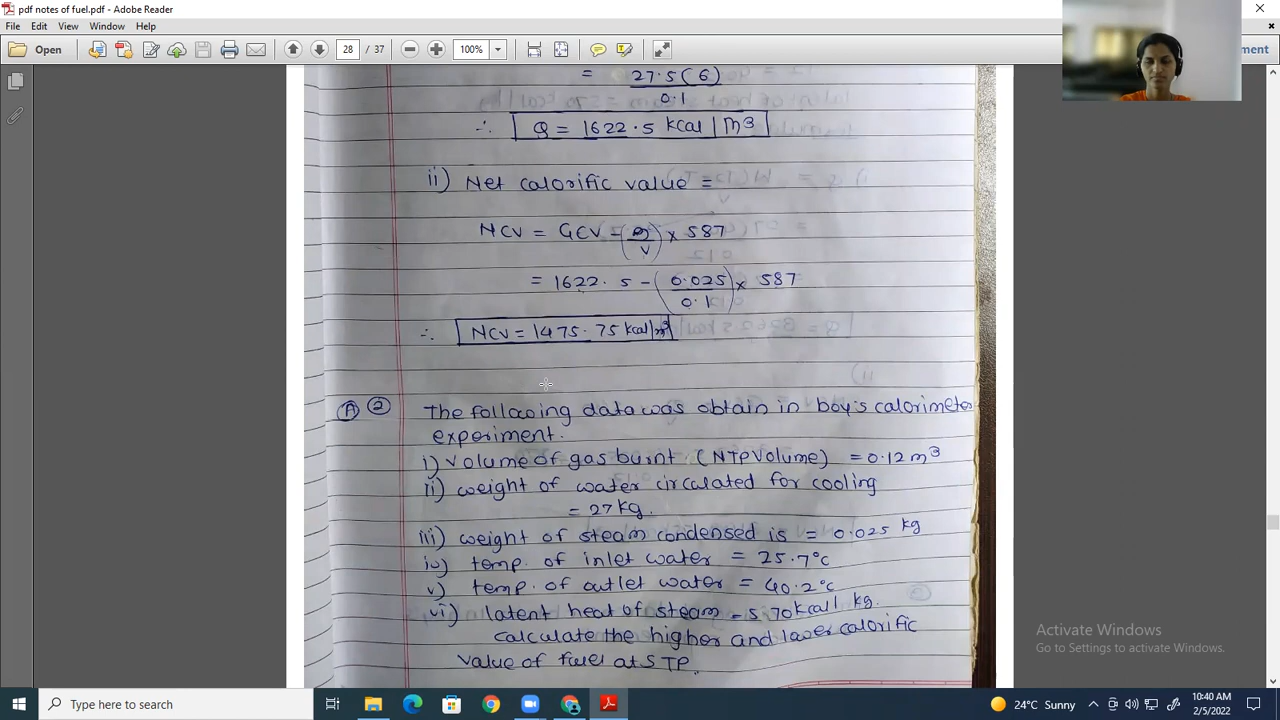 pdf notes of fuel.pdf - Adobe Reader
File Edit View Window Help
Open 28 / 37 100% ment
= 27.5(6)
0.1
∴ Q = 1622.5 kcal | m3
ii) Net calorific value =
NCV = GCV - (m/v) × 587
= 1622.5 - (0.025/0.1) × 587
∴ NCV = 1475.75 kcal|m3
A 2 The following data was obtain in boy's calorimeter
experiment.
i) volume of gas burnt. (NTP Volume) = 0.12 m3
ii) weight of water circulated for cooling
= 27 kg.
iii) weight of steam condensed is = 0.025 kg
iv) temp. of inlet water = 25.7°C
v) temp. of outlet water = 40.2°C
vi) latent heat of steam = 570 kcal | kg.
calculate the higher and lower calorific
value of fuel at STP.
Activate Windows
Go to Settings to activate Windows.
Type here to search
24°C Sunny
10:40 AM
2/5/2022